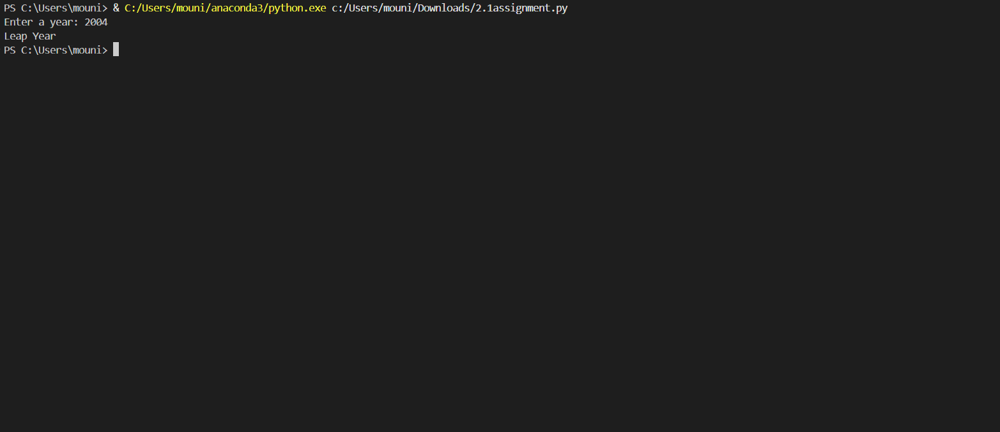 PS C:\Users\mouni> & C:/Users/mouni/anaconda3/python.exe c:/Users/mouni/Downloads/2.1assignment.py
Enter a year: 2004
Leap Year
PS C:\Users\mouni>